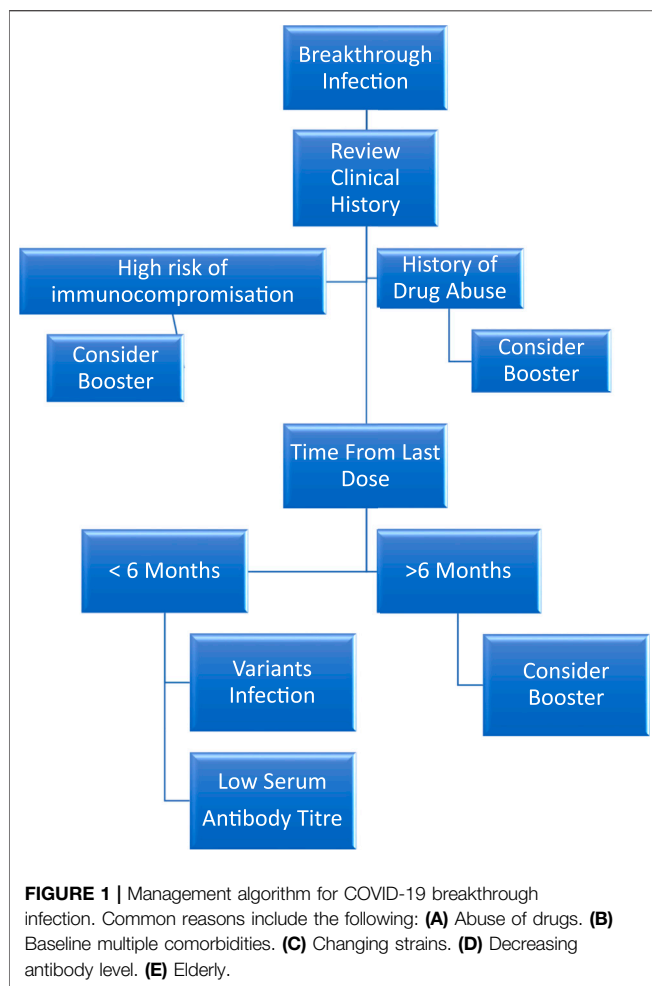 Breakthrough
Infection
Review
Clinical
History
High risk of
immunocompromisation
History of
Drug Abuse
Consider
Booster
Consider
Booster
Time From Last
Dose
< 6 Months
>6 Months
Variants
Infection
Consider
Booster
Low Serum
Antibody Titre
FIGURE 1 | Management algorithm for COVID-19 breakthrough
infection. Common reasons include the following: (A) Abuse of drugs. (B)
Baseline multiple comorbidities. (C) Changing strains. (D) Decreasing
antibody level. (E) Elderly.